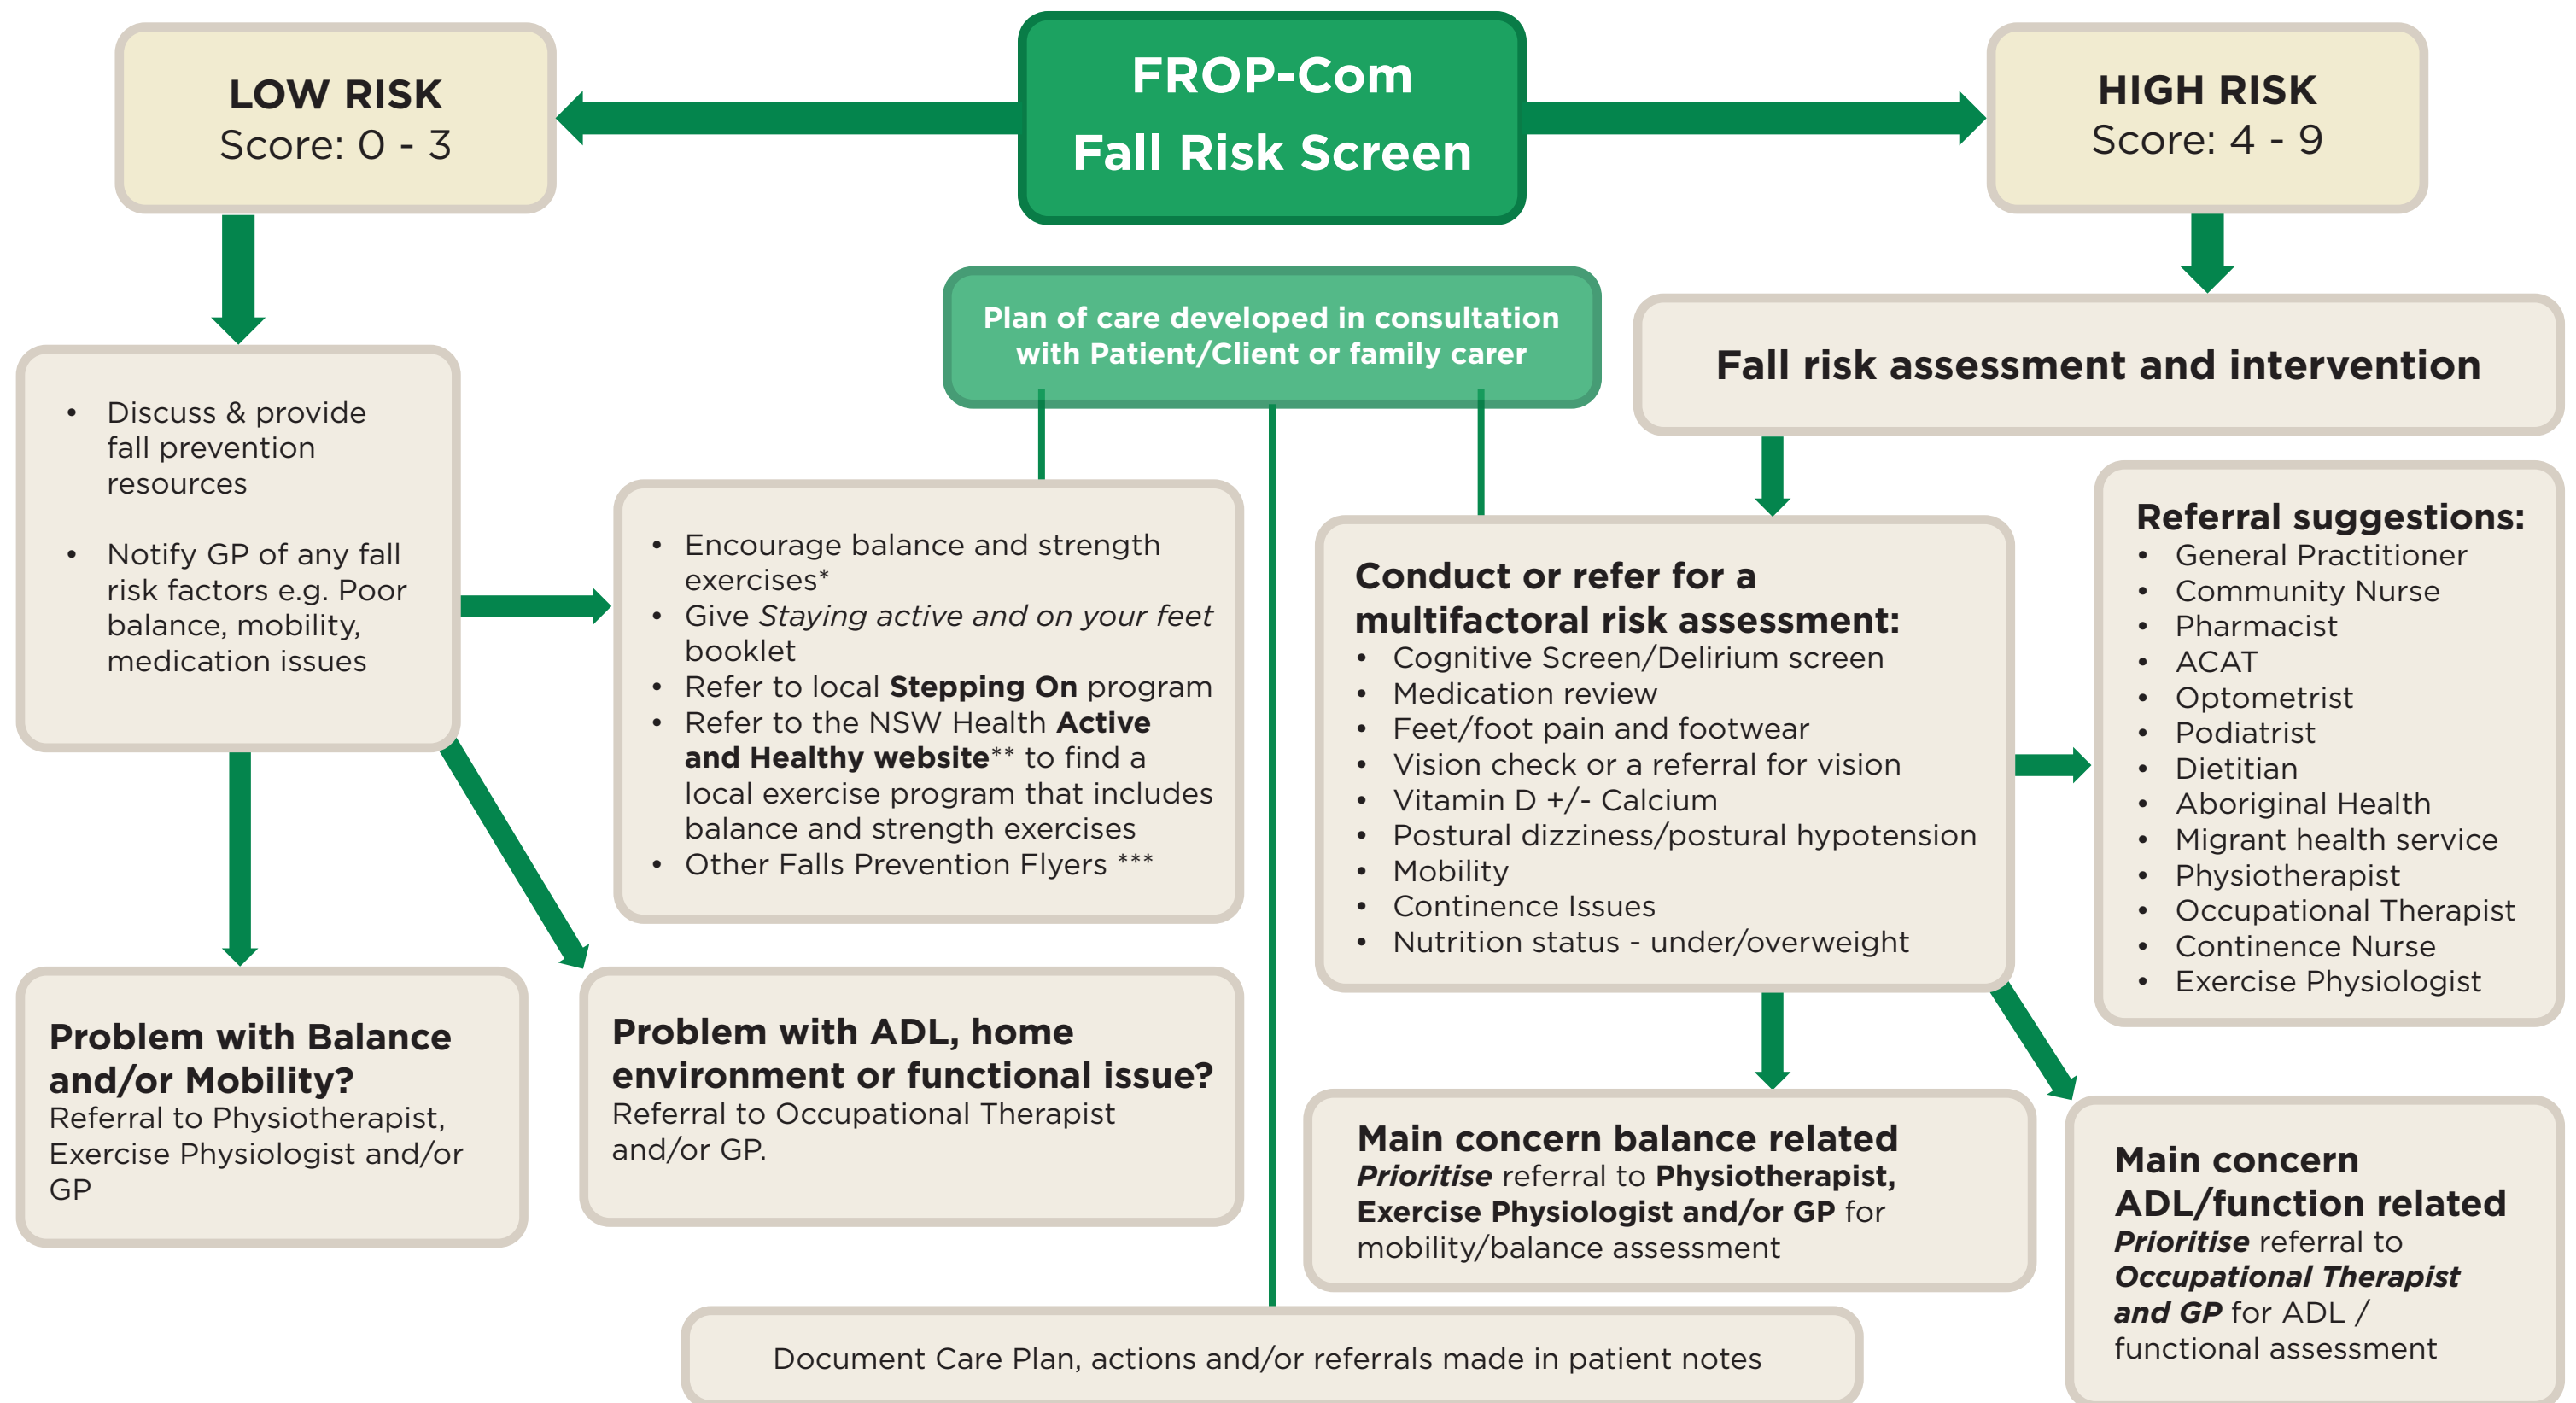 FROP-Com
Fall Risk Screen
LOW RISK
Score: 0 - 3
HIGH RISK
Score: 4 - 9
Plan of care developed in consultation
with Patient/Client or family carer
Fall risk assessment and intervention
• Discuss & provide
fall prevention
resources
• Notify GP of any fall
risk factors e.g. Poor
balance, mobility,
medication issues
• Encourage balance and strength
exercises*
• Give Staying active and on your feet
booklet
• Refer to local Stepping On program
• Refer to the NSW Health Active
and Healthy website** to find a
local exercise program that includes
balance and strength exercises
• Other Falls Prevention Flyers ***
Conduct or refer for a
multifactoral risk assessment:
• Cognitive Screen/Delirium screen
• Medication review
• Feet/foot pain and footwear
• Vision check or a referral for vision
• Vitamin D +/- Calcium
• Postural dizziness/postural hypotension
• Mobility
• Continence Issues
• Nutrition status - under/overweight
Referral suggestions:
• General Practitioner
• Community Nurse
• Pharmacist
• ACAT
• Optometrist
• Podiatrist
• Dietitian
• Aboriginal Health
• Migrant health service
• Physiotherapist
• Occupational Therapist
• Continence Nurse
• Exercise Physiologist
Problem with Balance
and/or Mobility?
Referral to Physiotherapist,
Exercise Physiologist and/or
GP
Problem with ADL, home
environment or functional issue?
Referral to Occupational Therapist
and/or GP.
Main concern balance related
Prioritise referral to Physiotherapist,
Exercise Physiologist and/or GP for
mobility/balance assessment
Main concern
ADL/function related
Prioritise referral to
Occupational Therapist
and GP for ADL /
functional assessment
Document Care Plan, actions and/or referrals made in patient notes